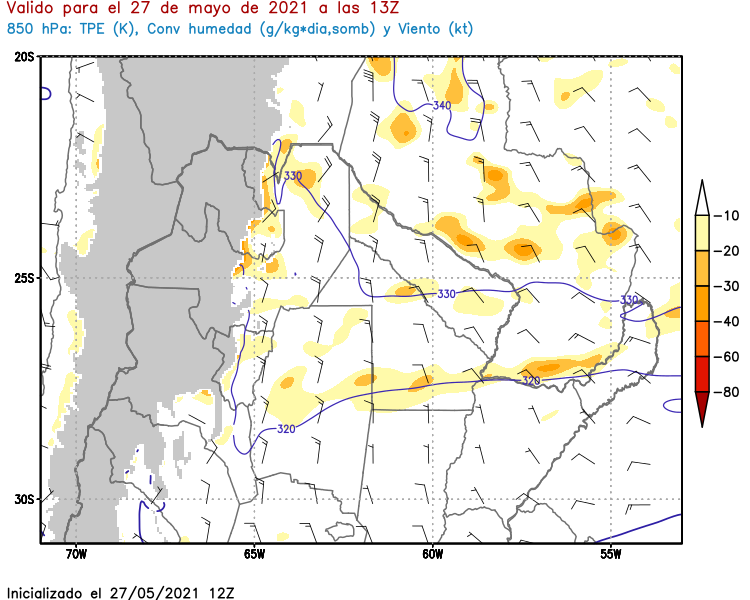 Valido para el 27 de mayo de 2021 a las 13Z
850 hPa: TPE (K), Conv humedad (g/kg*dia,somb) y Viento (kt)
20S
340
330
-10
-20
25S
330
330
-30
-40
320
-60
-80
320
30S
70W 65W 60W 55W
Inicializado el 27/05/2021 12Z